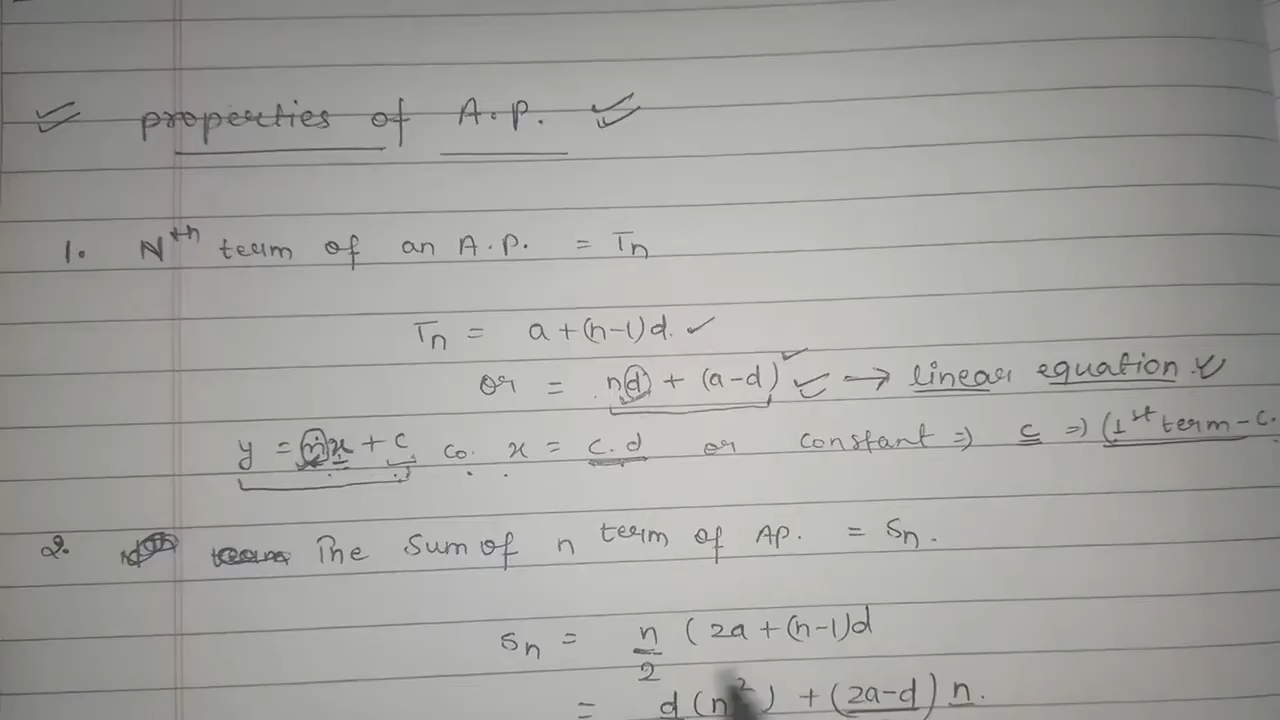 properties of A.P.
1. Nth term of an A.P. = Tn
Tn = a + (n-1)d.
or = nd + (a-d) → linear equation
y = mx + c, co. x = c.d or constant ⇒ c ⇒ (1st term - c.
2. The sum of n term of AP. = Sn.
Sn = n/2 (2a + (n-1)d
= d(n²) + (2a-d) n.